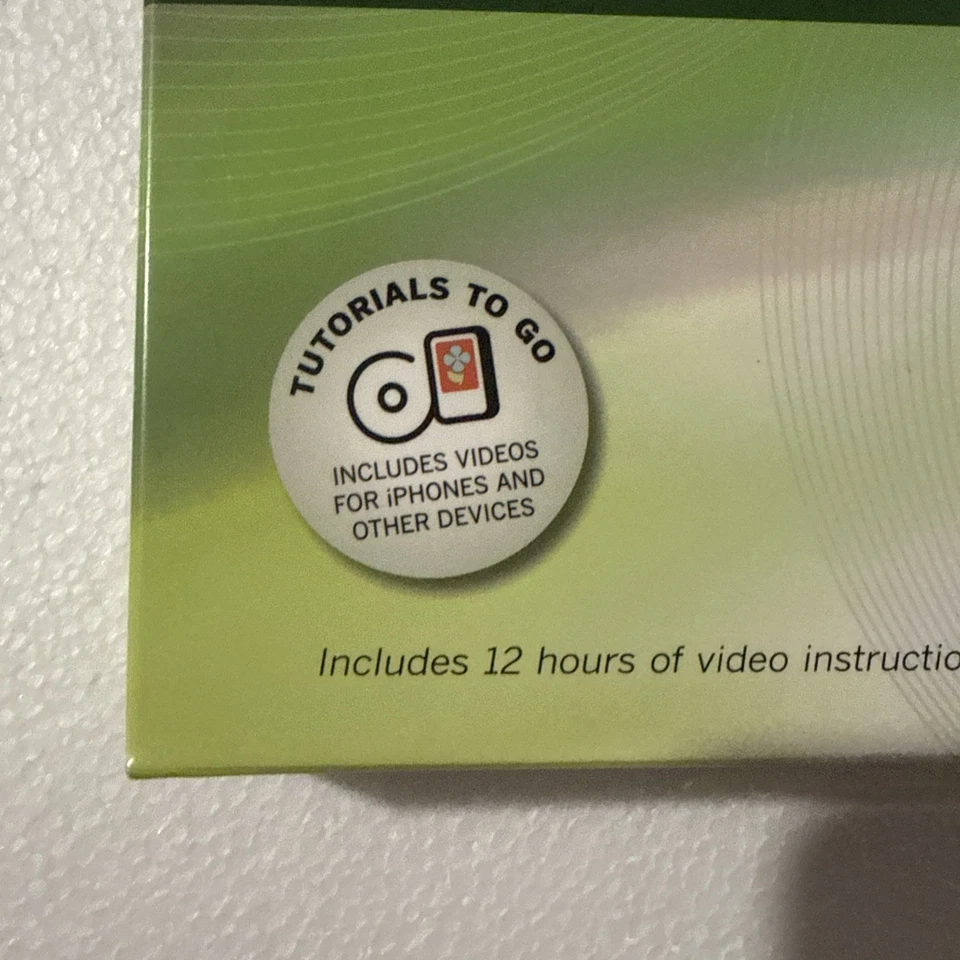 TUTORIALS TO GO
INCLUDES VIDEOS
FOR iPHONES AND
OTHER DEVICES
Includes 12 hours of video instructio